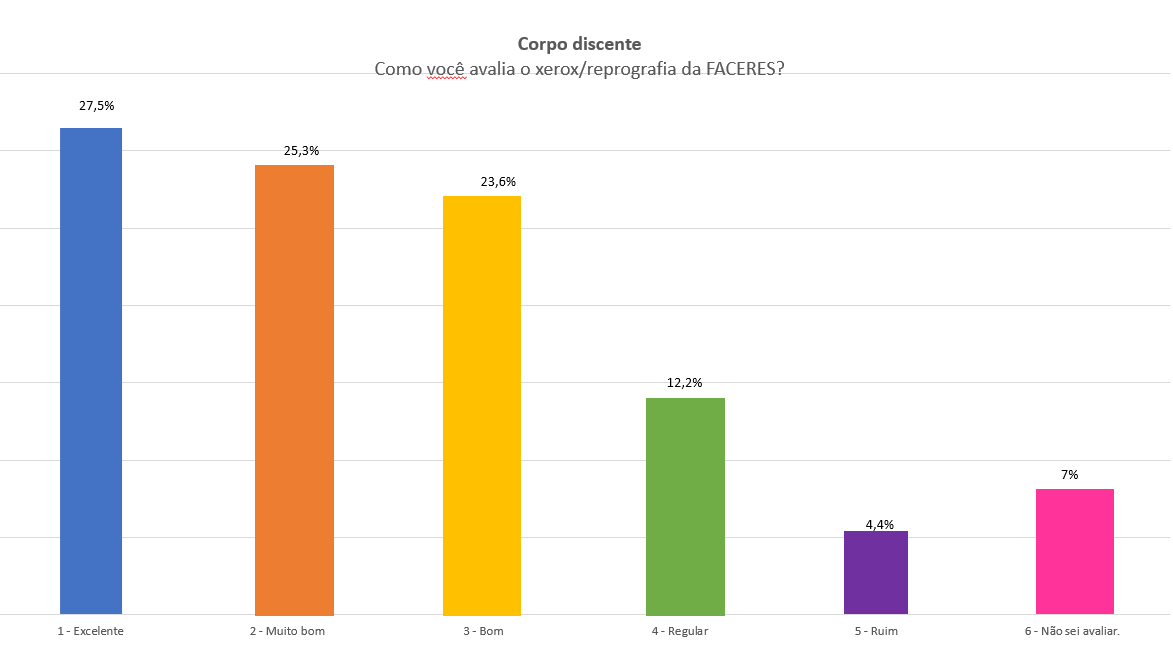 Corpo discente
Como você avalia o xerox/reprografia da FACERES?
27,5%
25,3%
23,6%
12,2%
4,4%
7%
1 - Excelente
2 - Muito bom
3 - Bom
4 - Regular
5 - Ruim
6 - Não sei avaliar.